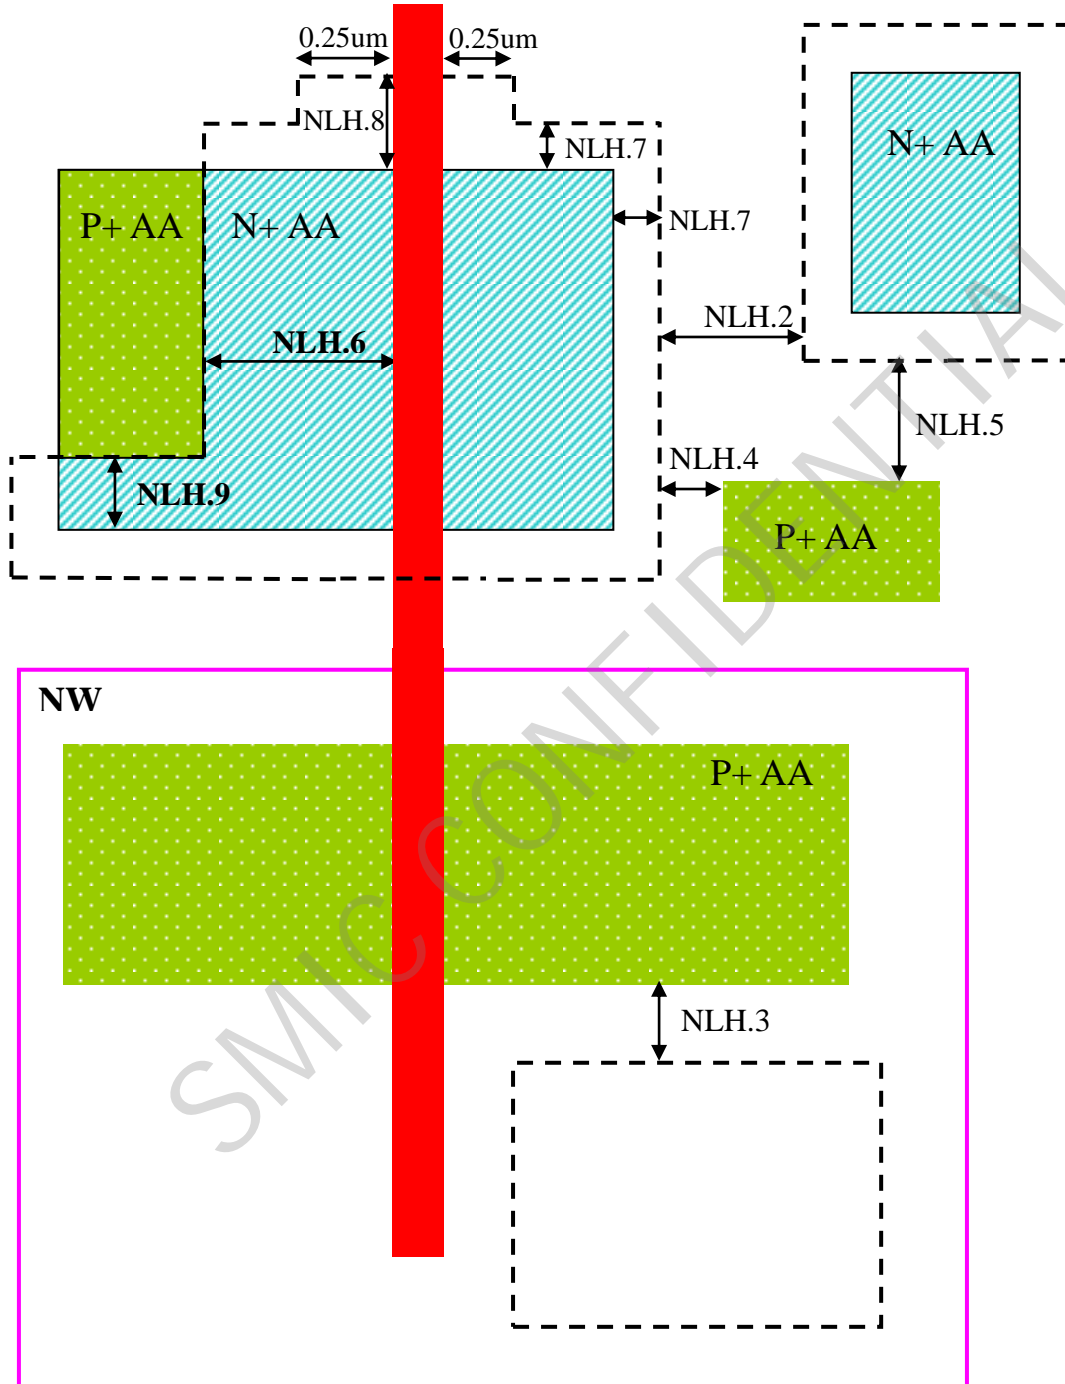 0.25um
0.25um
NLH.8
NLH.7
N+ AA
P+ AA
N+ AA
NLH.7
NLH.2
NLH.6
NLH.5
NLH.4
NLH.9
P+ AA
NW
P+ AA
NLH.3
SMIC CONFIDENTIAL